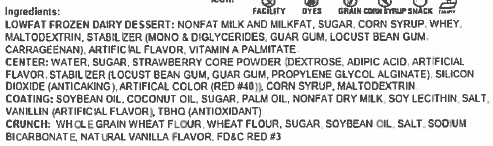 FACILITY DYES GRAIN CORN SYRUP SNACK
Ingredients:
LOWFAT FROZEN DAIRY DESSERT: NONFAT MILK AND MILKFAT, SUGAR, CORN SYRUP, WHEY,
MALTODEXTRIN, STABILIZER (MONO & DIGLYCERIDES, GUAR GUM, LOCUST BEAN GUM,
CARRAGEENAN), ARTIFICIAL FLAVOR, VITAMIN A PALMITATE.
CENTER: WATER, SUGAR, STRAWBERRY CORE POWDER (DEXTROSE, ADIPIC ACID, ARTIFICIAL
FLAVOR, STABILIZER (LOCUST BEAN GUM, GUAR GUM, PROPYLENE GLYCOL ALGINATE), SILICON
DIOXIDE (ANTICAKING), ARTIFICAL COLOR (RED #40)), CORN SYRUP, MALTODEXTRIN.
COATING: SOYBEAN OIL, COCONUT OIL, SUGAR, PALM OIL, NONFAT DRY MILK, SOY LECITHIN, SALT,
VANILLIN (ARTIFICIAL FLAVOR), TBHQ (ANTIOXIDANT)
CRUNCH: WHOLE GRAIN WHEAT FLOUR, WHEAT FLOUR, SUGAR, SOYBEAN OIL, SALT, SODIUM
BICARBONATE, NATURAL VANILLA FLAVOR, FD&C RED #3